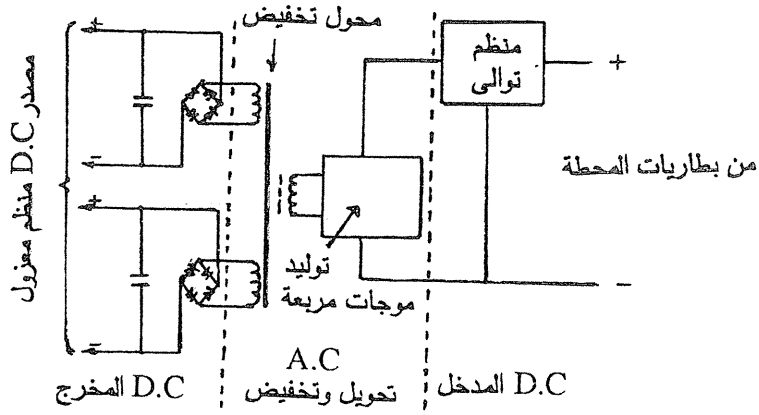 محول تخفيض
منظم
توالى
+
من بطاريات المحطة
-
توليد
موجات مربعة
+
-
+
-
مصدر D.C منظم معزول
D.C المدخل
A.C
تحويل وتخفيض
D.C المخرج